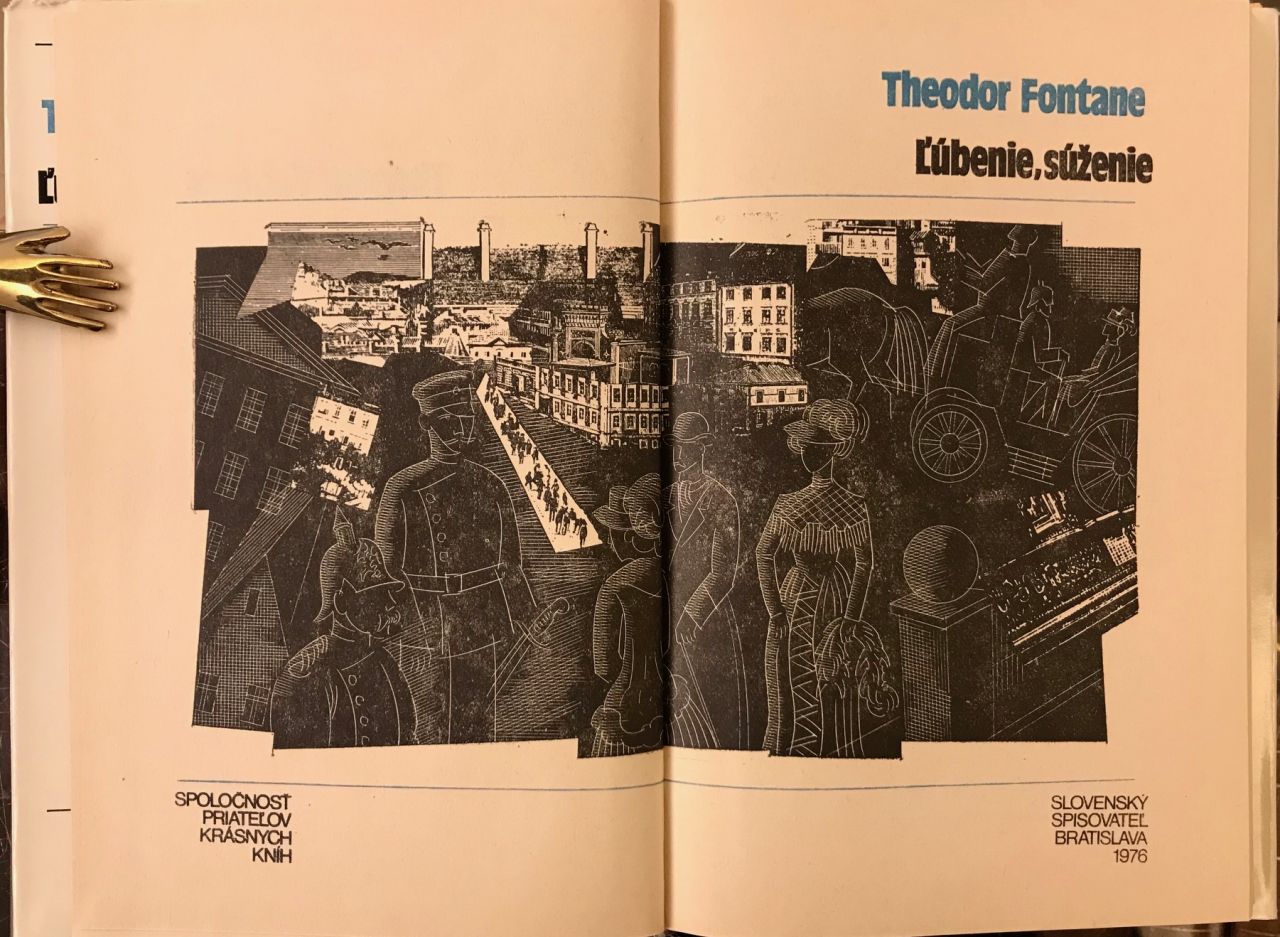 Theodor Fontane
Ľúbenie, súženie
SPOLOČNOSŤ
PRIATEĽOV
KRÁSNYCH
KNÍH
SLOVENSKÝ
SPISOVATEĽ
BRATISLAVA
1976